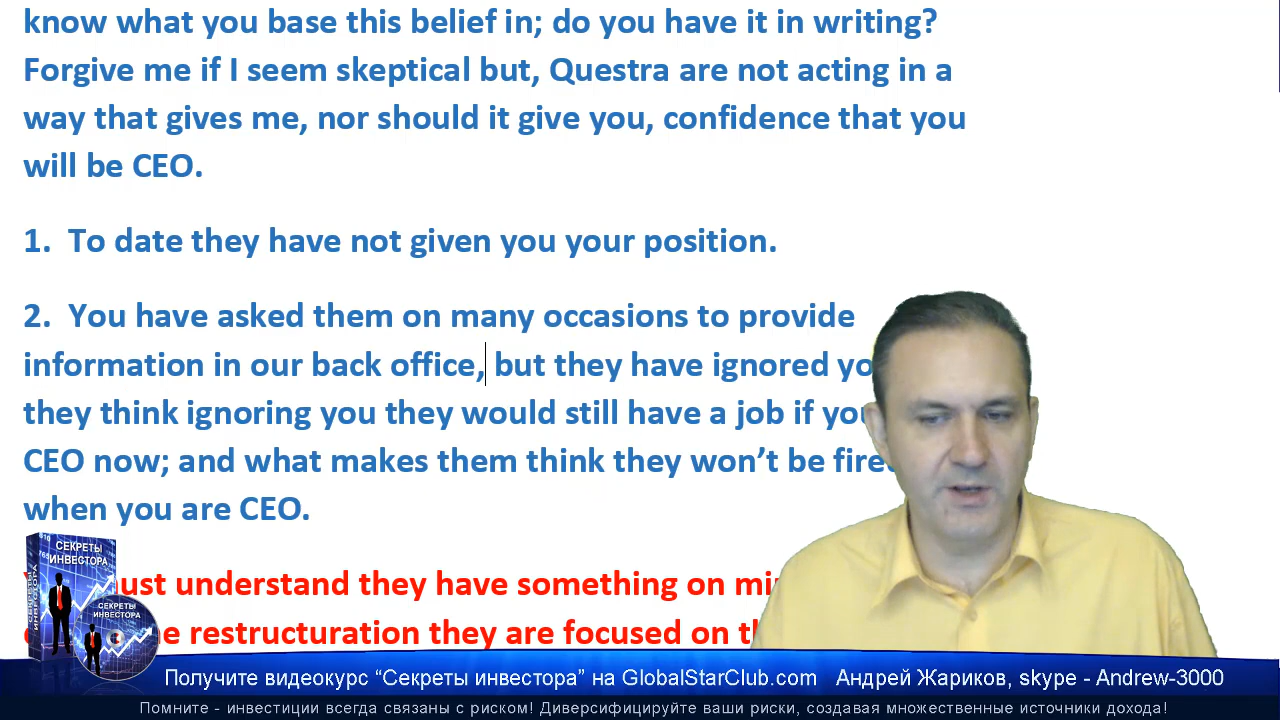 know what you base this belief in; do you have it in writing?
Forgive me if I seem skeptical but, Questra are not acting in a
way that gives me, nor should it give you, confidence that you
will be CEO.
1. To date they have not given you your position.
2. You have asked them on many occasions to provide
information in our back office, but they have ignored
they think ignoring you they would still have a job if
CEO now; and what makes them think they won't be
when you are CEO.
understand they have something on
restructuration they are focused on
СЕКРЕТЫ
ИНВЕСТОРА
СЕКРЕТЫ
ИНВЕСТОРА
Получите видеокурс “Секреты инвестора” на GlobalStarClub.com Андрей Жариков, skype - Andrew-3000
Помните - инвестиции всегда связаны с риском! Диверсифицируйте ваши риски, создавая множественные источники дохода!